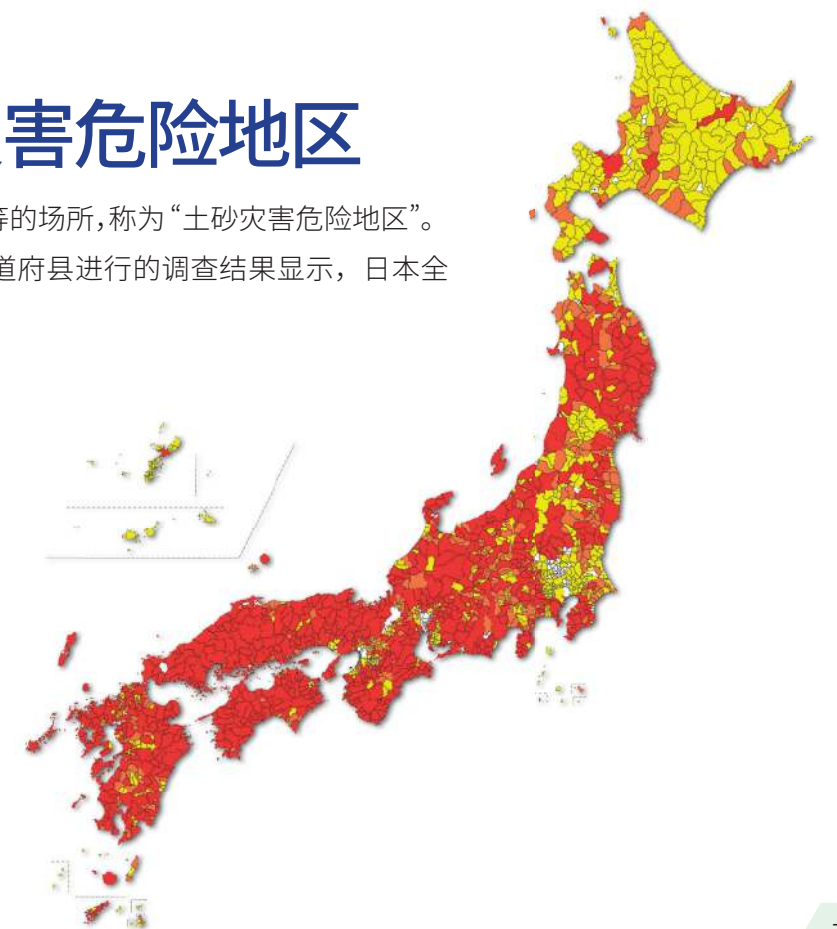 害危险地区
等的场所，称为“土砂灾害危险地区”。
道府县进行的调查结果显示，日本全